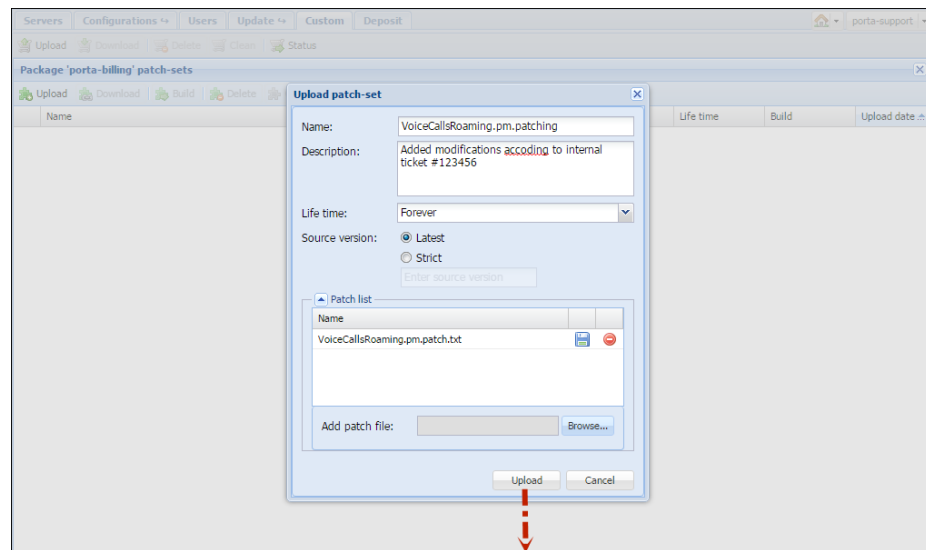 Servers Configurations Users Update Custom Deposit porta-support
Upload Download Delete Clean Status
Package 'porta-billing' patch-sets
Upload Download Build Delete
Name Life time Build Upload date
Upload patch-set
Name: VoiceCallsRoaming.pm.patching
Description: Added modifications accoding to internal
ticket #123456
Life time: Forever
Source version: Latest
Strict
Enter source version
Patch list
Name
VoiceCallsRoaming.pm.patch.txt
Add patch file: Browse...
Upload Cancel